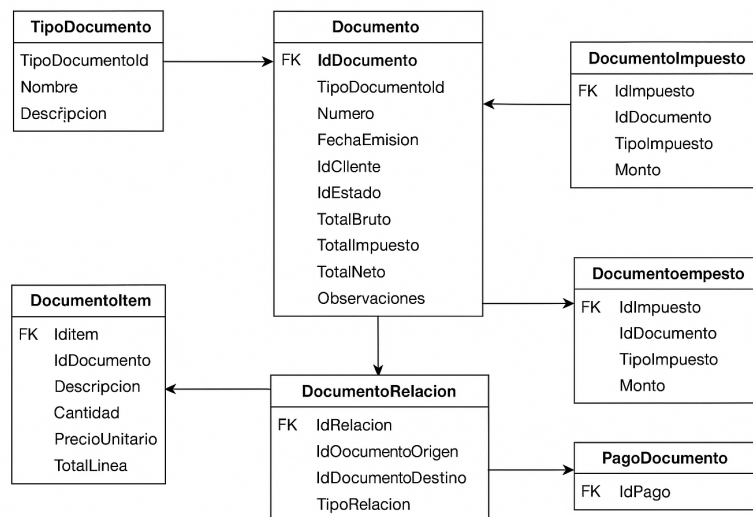 TipoDocumento
TipoDocumentoId
Nombre
Descripcion
Documento
FK IdDocumento
TipoDocumentoId
Numero
FechaEmision
IdCllente
IdEstado
TotalBruto
TotalImpuesto
TotalNeto
Observaciones
DocumentoImpuesto
FK IdImpuesto
IdDocumento
TipoImpuesto
Monto
Documentoempesto
FK IdImpuesto
IdDocumento
TipoImpuesto
Monto
DocumentoItem
FK Iditem
IdDocumento
Descripcion
Cantidad
PrecioUnitario
TotalLinea
DocumentoRelacion
FK IdRelacion
IdOocumentoOrigen
IdDocumentoDestino
TipoRelacion
PagoDocumento
FK IdPago